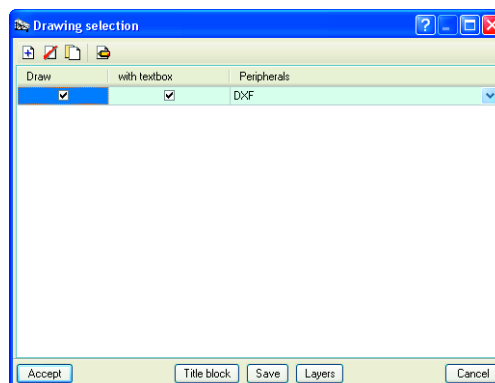 Drawing selection
Draw with textbox Peripherals
DXF
Accept Title block Save Layers Cancel